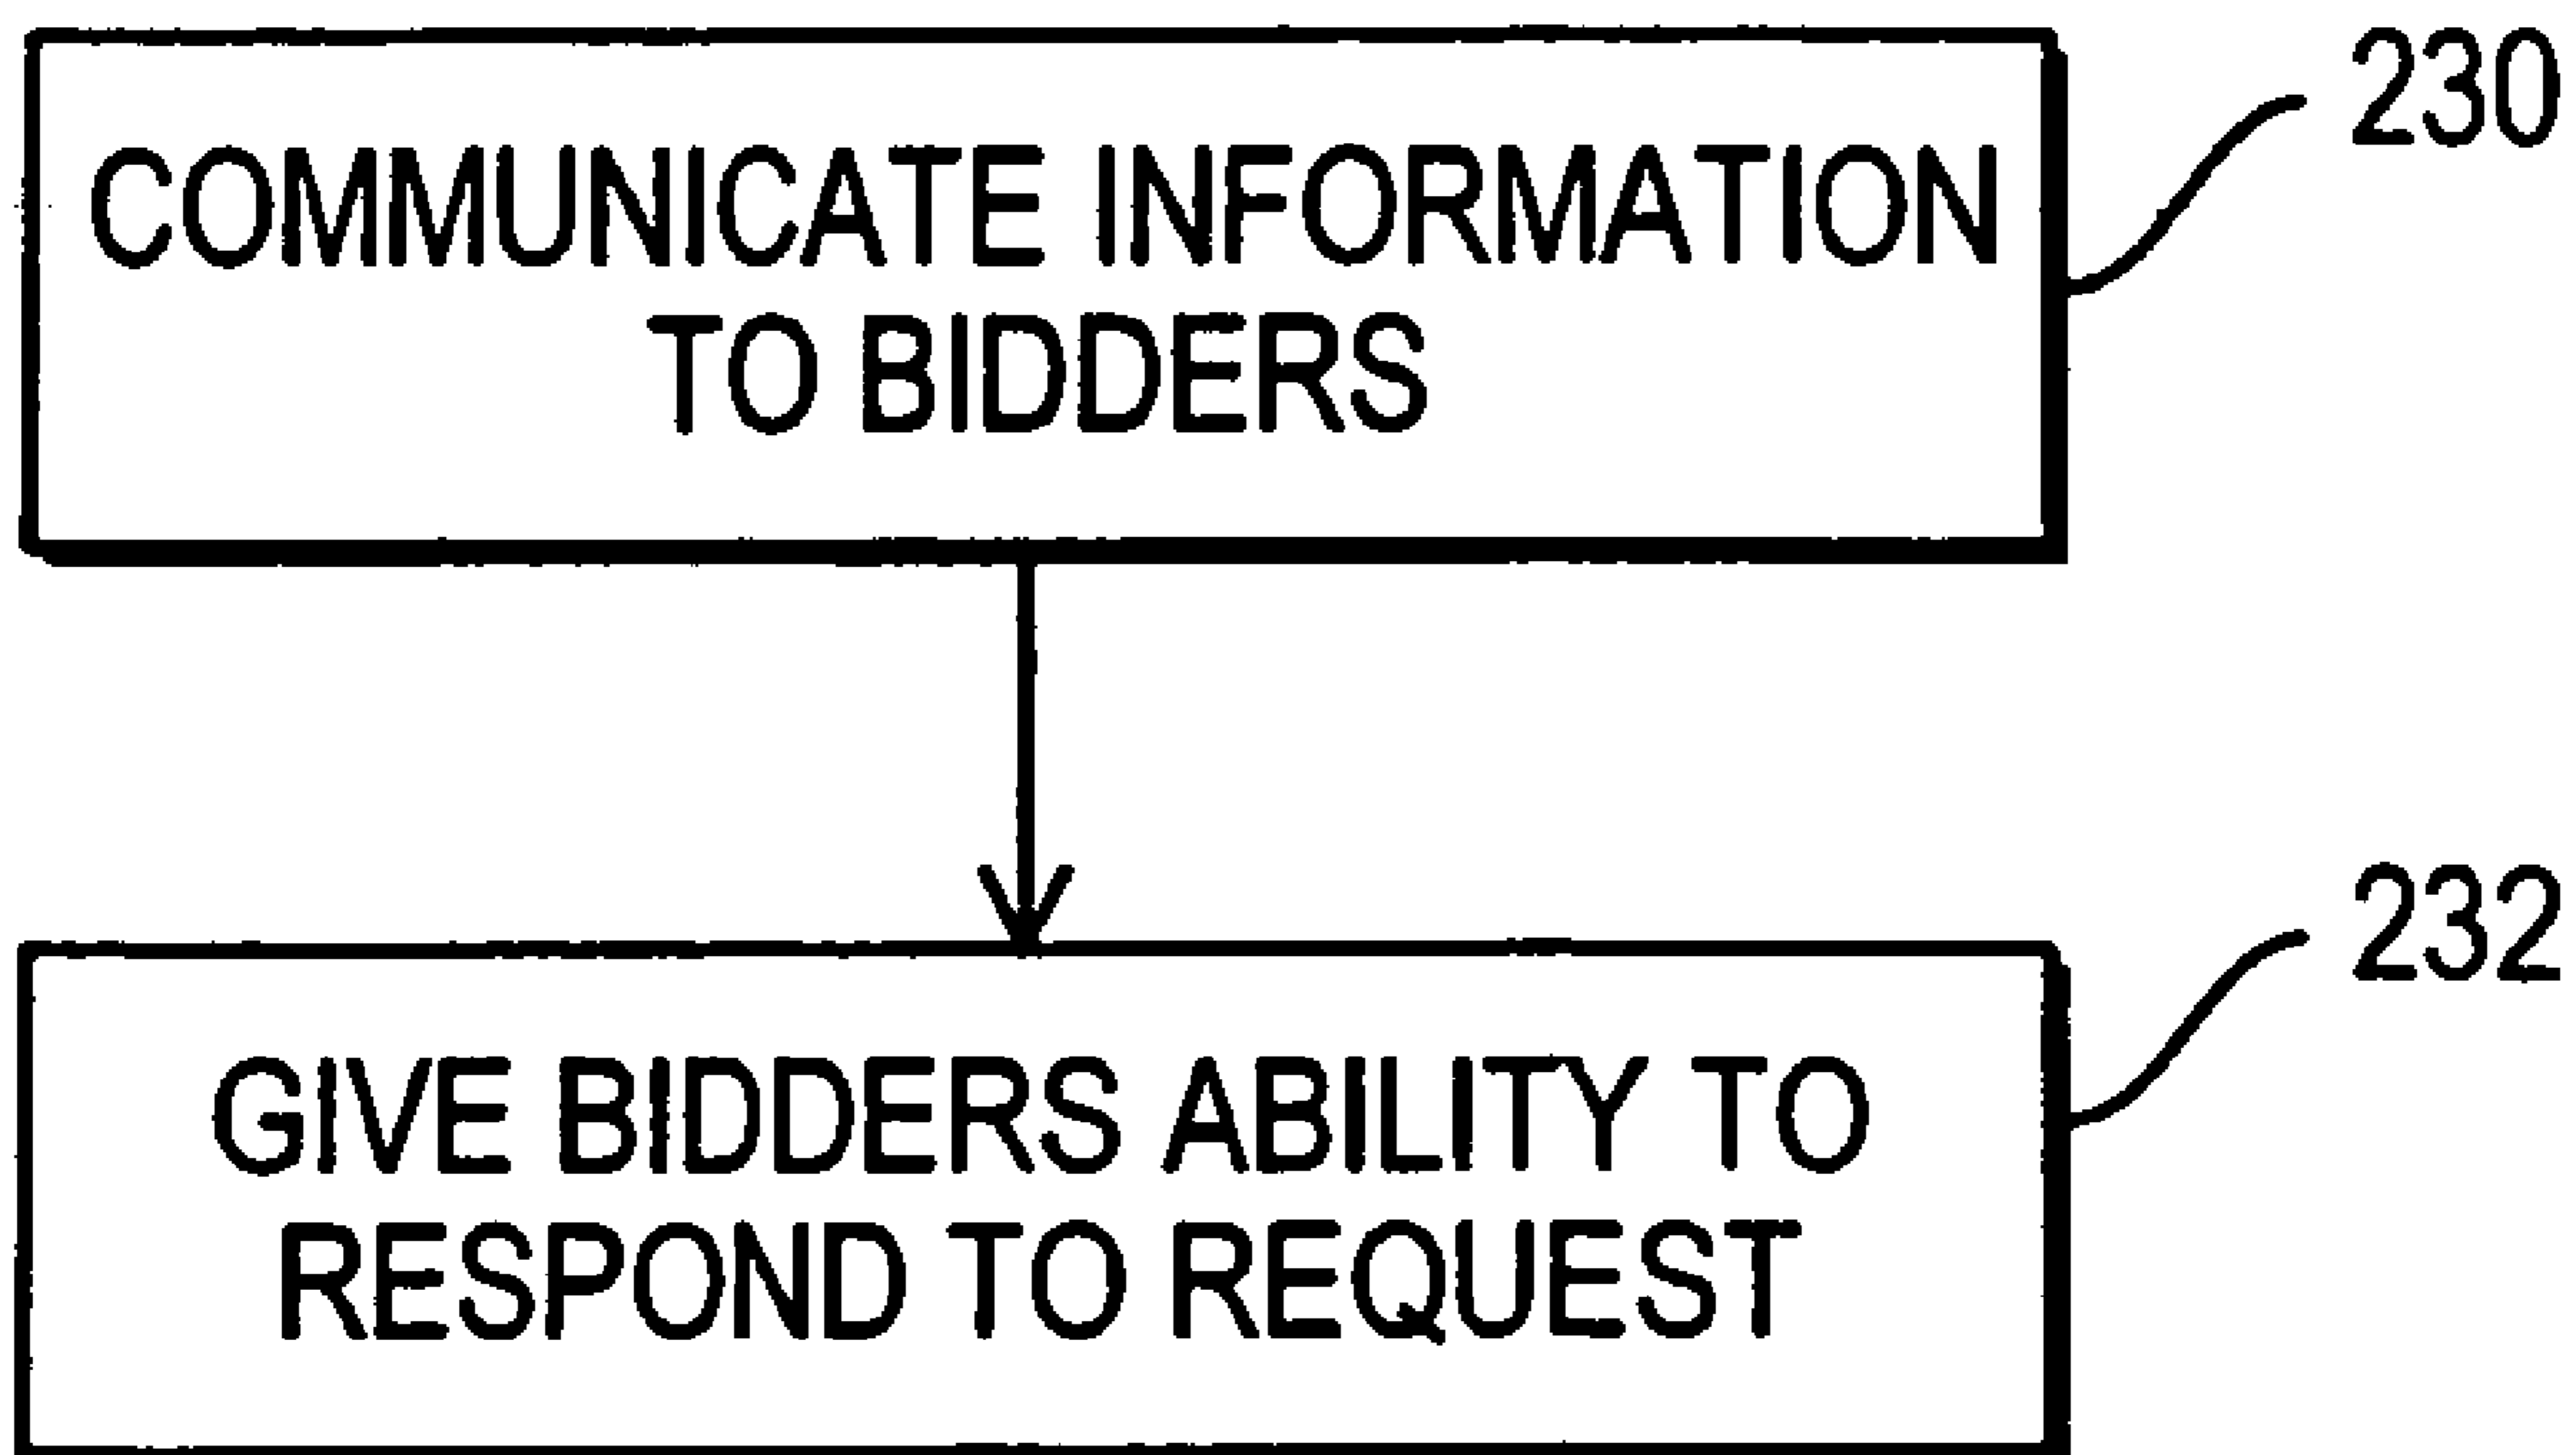 230
COMMUNICATE INFORMATION
TO BIDDERS
232
GIVE BIDDERS ABILITY TO
RESPOND TO REQUEST